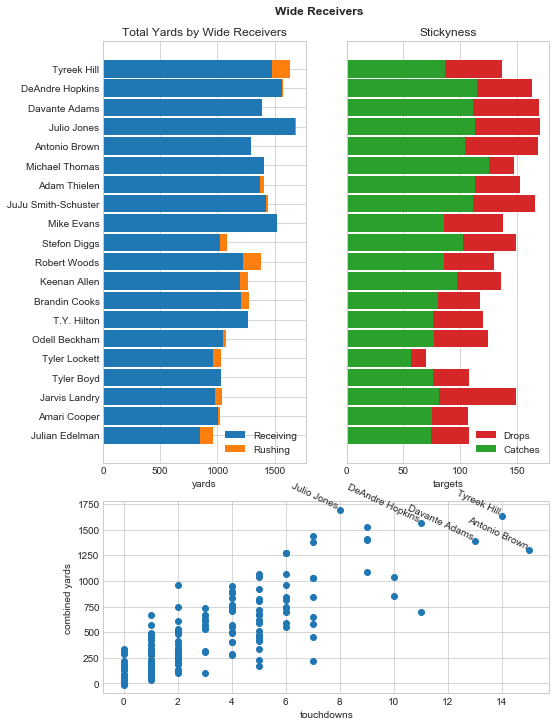 Wide Receivers
Total Yards by Wide Receivers
Tyreek Hill
DeAndre Hopkins
Davante Adams
Julio Jones
Antonio Brown
Michael Thomas
Adam Thielen
JuJu Smith-Schuster
Mike Evans
Stefon Diggs
Robert Woods
Keenan Allen
Brandin Cooks
T.Y. Hilton
Odell Beckham
Tyler Lockett
Tyler Boyd
Jarvis Landry
Amari Cooper
Julian Edelman
Receiving
Rushing
0 500 1000 1500
yards
Stickyness
Drops
Catches
0 50 100 150
targets
combined yards
1750
1500
1250
1000
750
500
250
0
Julio Jones
DeAndre Hopkins
Davante Adams
Tyreek Hill
Antonio Brown
0 2 4 6 8 10 12 14
touchdowns